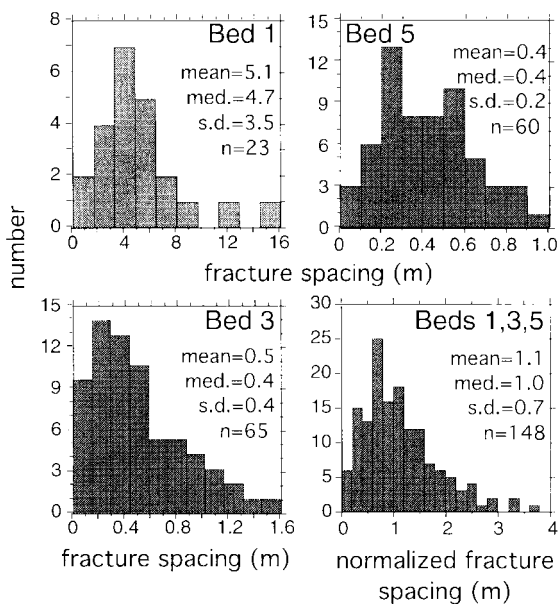 Bed 1
mean=5.1
med.=4.7
s.d.=3.5
n=23
8
6
4
2
0
0 4 8 12 16
Bed 5
mean=0.4
med.=0.4
s.d.=0.2
n=60
15
12
9
6
3
0
0 0.2 0.4 0.6 0.8 1.0
number
fracture spacing (m)
Bed 3
mean=0.5
med.=0.4
s.d.=0.4
n=65
15
12
9
6
3
0
0 0.4 0.8 1.2 1.6
fracture spacing (m)
Beds 1,3,5
mean=1.1
med.=1.0
s.d.=0.7
n=148
30
25
20
15
10
5
0
0 1 2 3 4
normalized fracture
spacing (m)